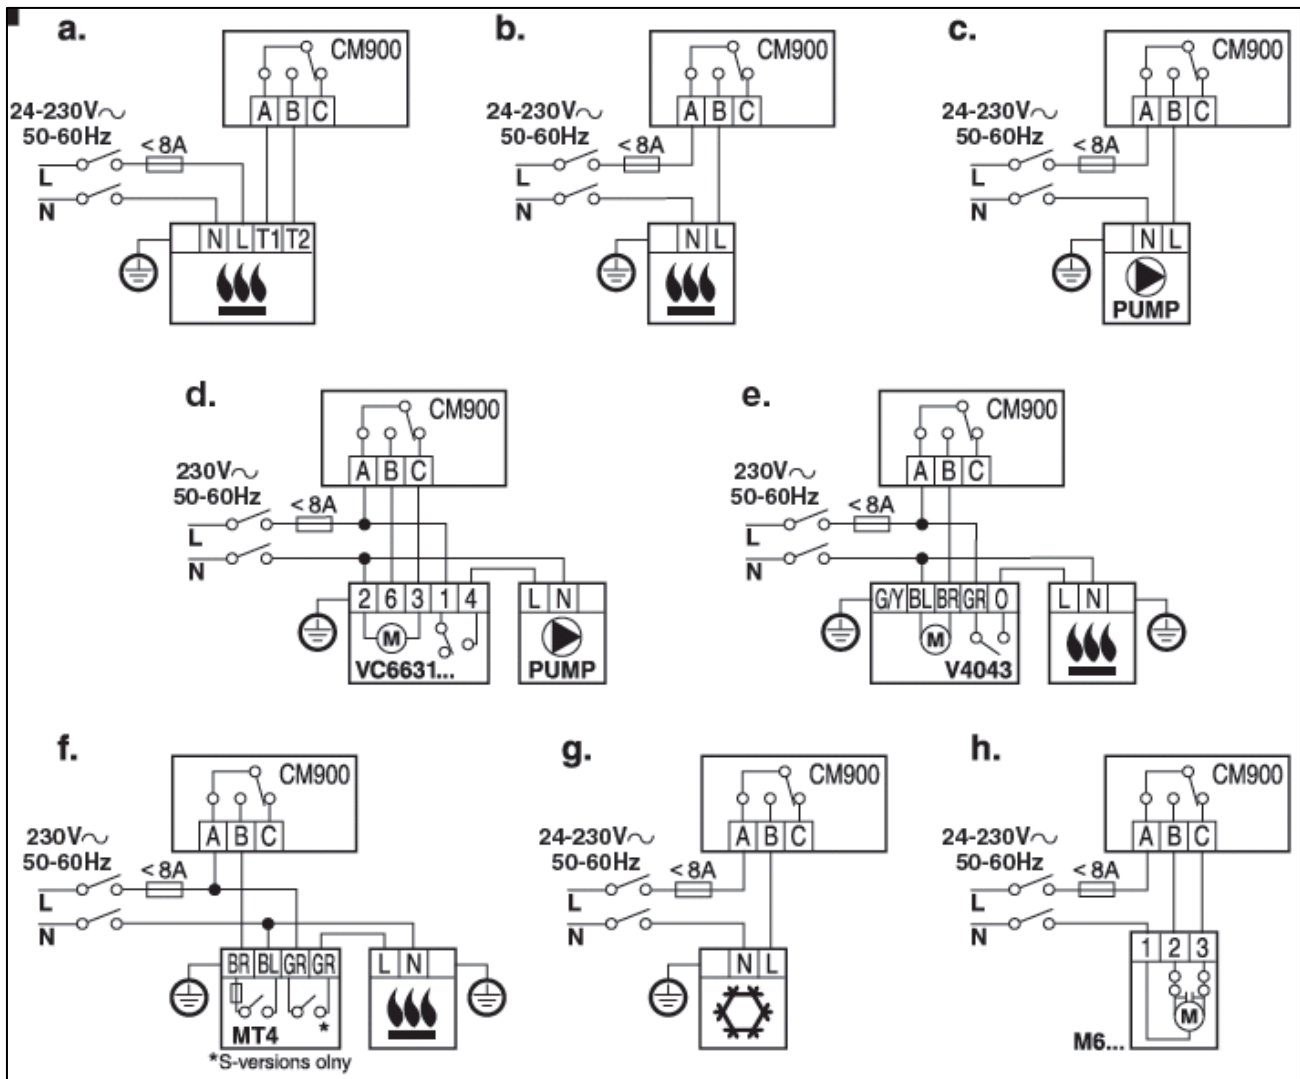 a.
CM900
A B C
24-230V~
50-60Hz
< 8A
L
N
N L T1 T2
b.
CM900
A B C
24-230V~
50-60Hz
< 8A
L
N
N L
c.
CM900
A B C
24-230V~
50-60Hz
< 8A
L
N
N L
PUMP
d.
CM900
A B C
230V~
50-60Hz
< 8A
L
N
2 6 3 1 4
M
VC6631...
L N
PUMP
e.
CM900
A B C
230V~
50-60Hz
< 8A
L
N
G/Y BL BR GR O
M
V4043
L N
f.
CM900
A B C
230V~
50-60Hz
< 8A
L
N
BR BL GR GR
*
MT4
*S-versions olny
L N
g.
CM900
A B C
24-230V~
50-60Hz
< 8A
L
N
N L
h.
CM900
A B C
24-230V~
50-60Hz
< 8A
L
N
1 2 3
M
M6...